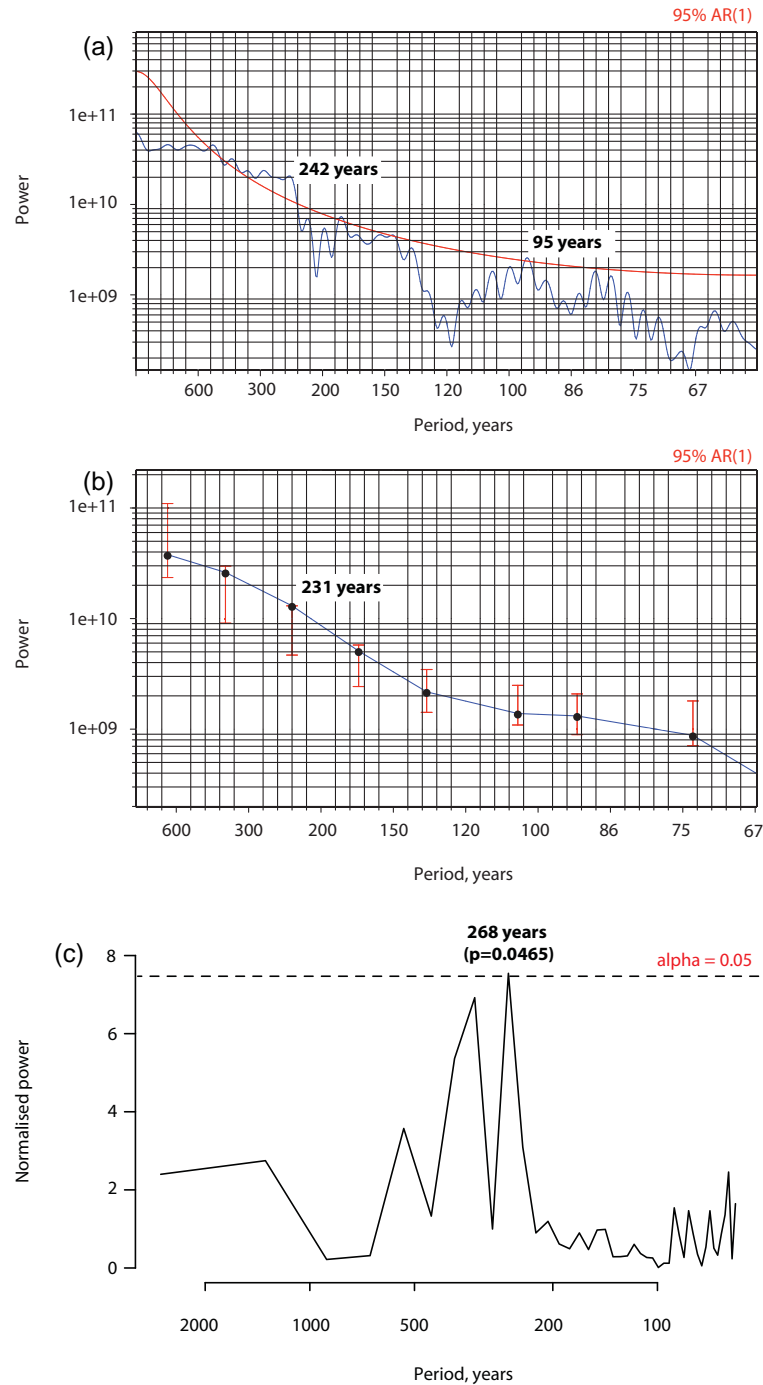 95% AR(1)
(a)
1e+11
242 years
1e+10
95 years
1e+09
Power
600 300 200 150 120 100 86 75 67
Period, years
95% AR(1)
(b)
1e+11
231 years
1e+10
1e+09
Power
600 300 200 150 120 100 86 75 67
Period, years
268 years
(p=0.0465)
(c)
alpha = 0.05
8
6
4
2
0
Normalised power
2000 1000 500 200 100
Period, years